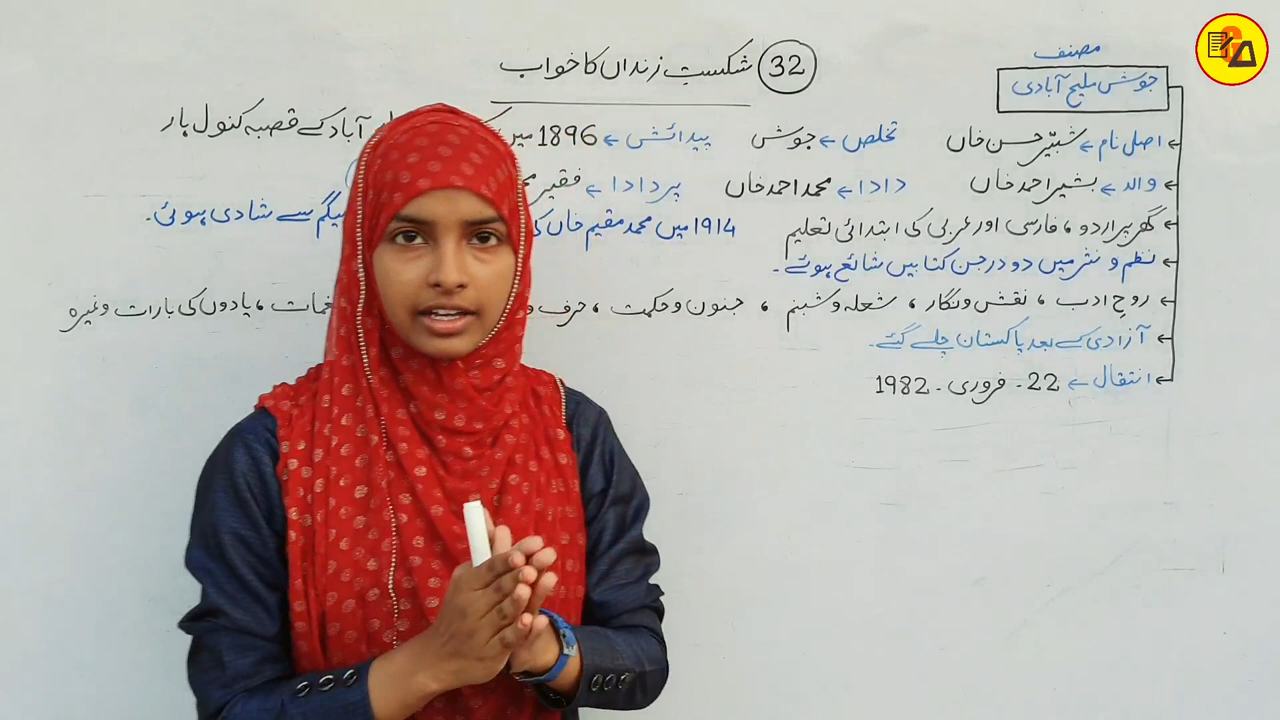 32 شکستِ زنداں کا خواب
مصنف
جوش ملیح آبادی
اصل نام ← شبیّر حسن خاں تخلص ← جوش پیدائش ← 1896 میں آباد کے قصبہ کنول ہار
والد ← بشیر احمد خاں دادا ← محمد احمد خاں پر دادا ← فقیر
گھر پر اردو ، فارسی اور عربی کی ابتدائی تعلیم
1914 میں محمد مقیم خاں کی بیگم سے شادی ہوئی۔
نظم و نثر میں دو درجن کتابیں شائع ہوئے۔
روحِ ادب ، نقش و نگار ، شعلہ و شبنم ، جنون و حکمت ، حرف و نغمات ، یادوں کی بارات وغیرہ
آزادی کے بعد پاکستان چلے گئے۔
انتقال ← 22 - فروری - 1982